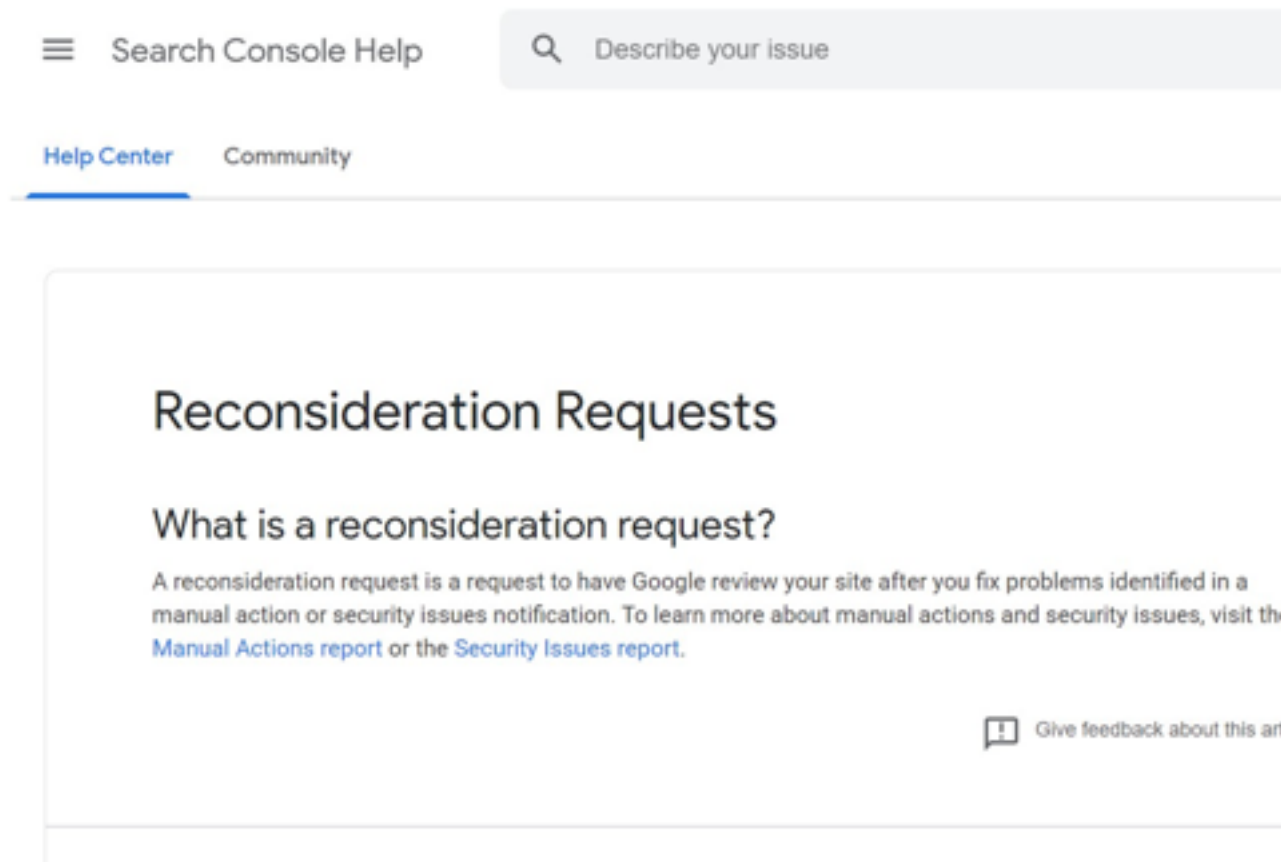 Search Console Help
Describe your issue
Help Center
Community
Reconsideration Requests
What is a reconsideration request?
A reconsideration request is a request to have Google review your site after you fix problems identified in a
manual action or security issues notification. To learn more about manual actions and security issues, visit the
Manual Actions report or the Security Issues report.
Give feedback about this